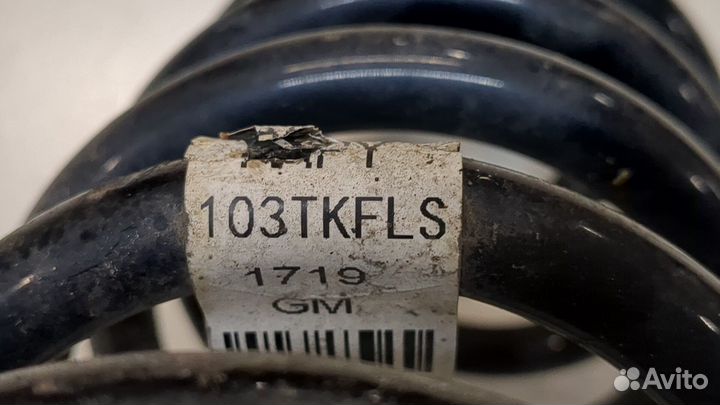 103TKFLS
1719
GM
Avito